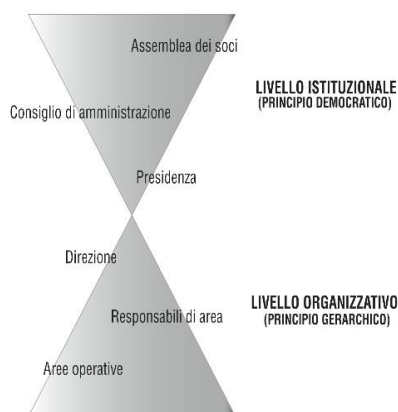 Assemblea dei soci
LIVELLO ISTITUZIONALE
(PRINCIPIO DEMOCRATICO)
Consiglio di amministrazione
Presidenza
Direzione
LIVELLO ORGANIZZATIVO
(PRINCIPIO GERARCHICO)
Responsabili di area
Aree operative